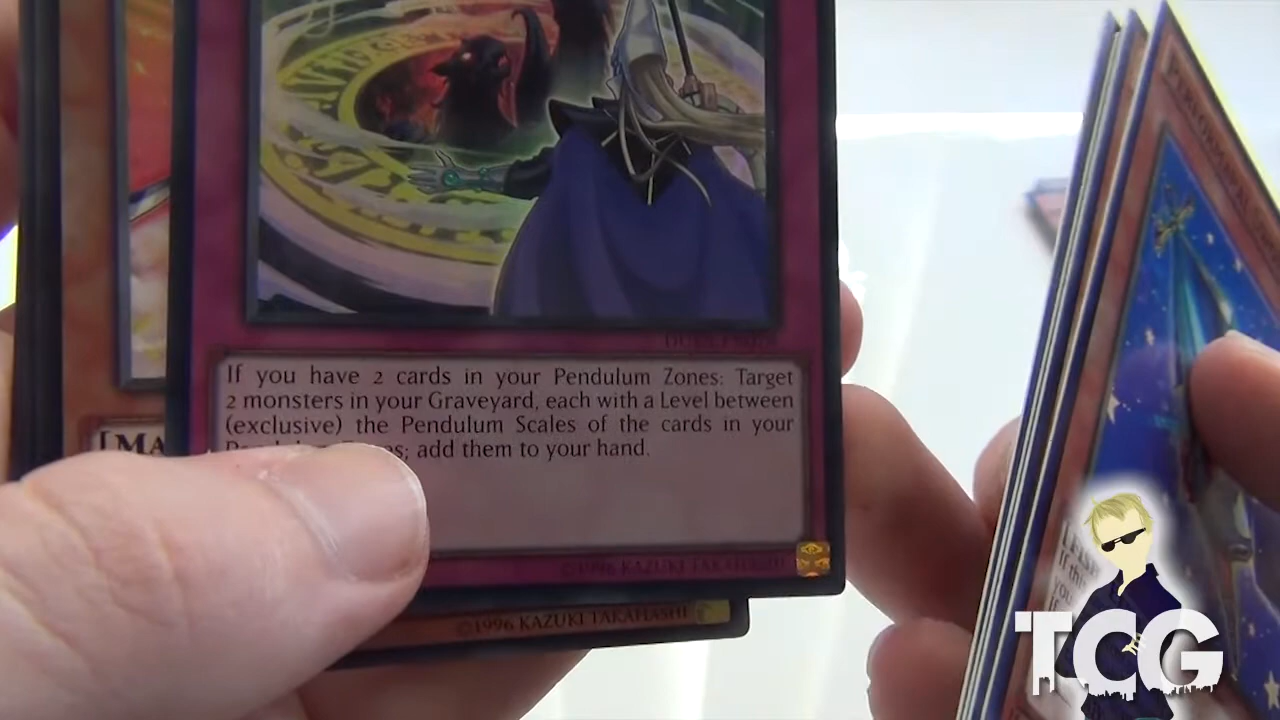 If you have 2 cards in your Pendulum Zones: Target
2 monsters in your Graveyard, each with a Level between
(exclusive) the Pendulum Scales of the cards in your
add them to your hand.
©1996 KAZUKI TAKAHASHI
[MA
©1996 KAZUKI TAKAHASHI
TCG